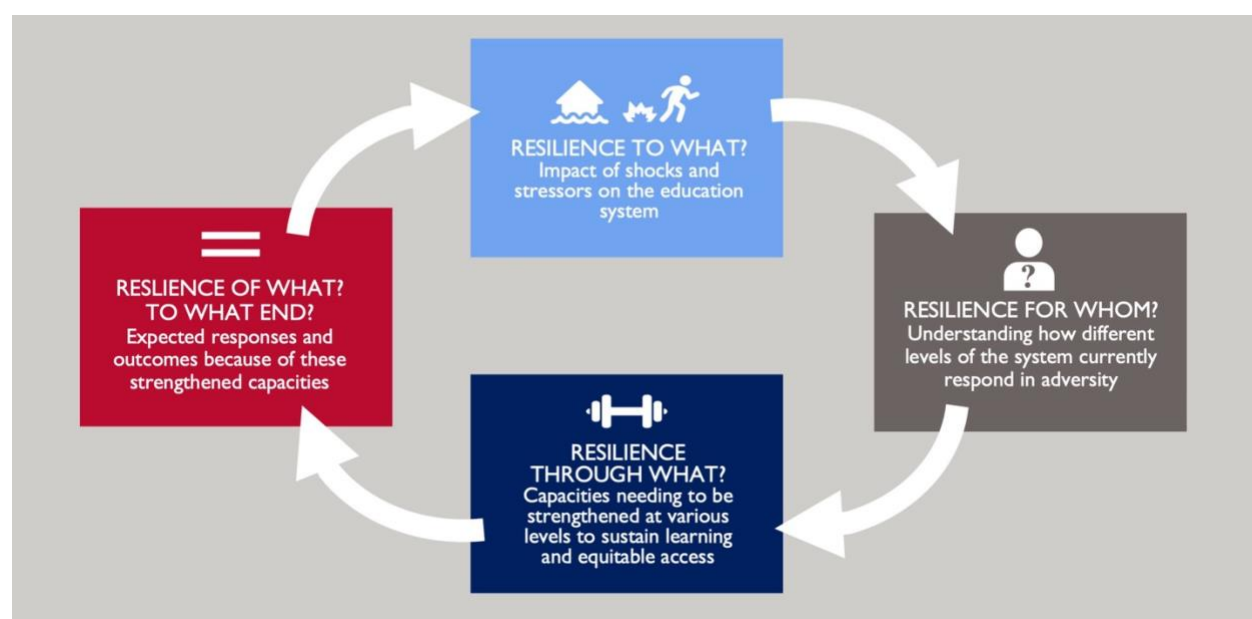 RESILIENCE TO WHAT?
Impact of shocks and
stressors on the education
system
?
RESILIENCE FOR WHOM?
Understanding how different
levels of the system currently
respond in adversity
RESILIENCE
THROUGH WHAT?
Capacities needing to be
strengthened at various
levels to sustain learning
and equitable access
RESLIENCE OF WHAT?
TO WHAT END?
Expected responses and
outcomes because of these
strengthened capacities